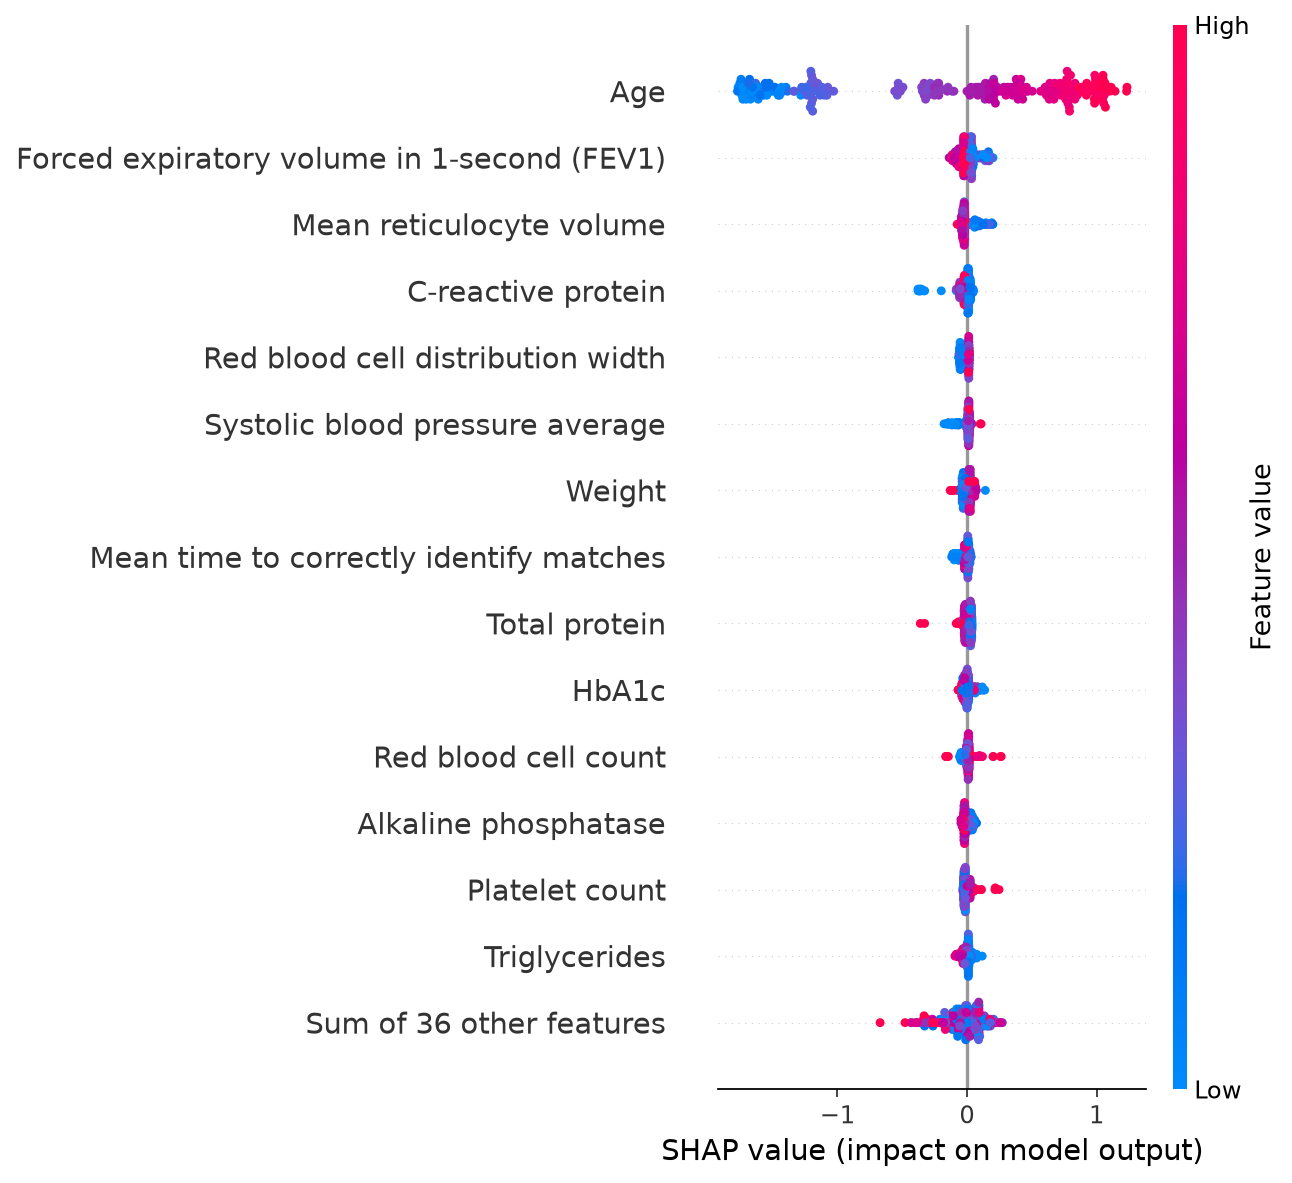 High
Age
Forced expiratory volume in 1-second (FEV1)
Mean reticulocyte volume
C-reactive protein
Red blood cell distribution width
Systolic blood pressure average
Weight
Mean time to correctly identify matches
Total protein
HbA1c
Red blood cell count
Alkaline phosphatase
Platelet count
Triglycerides
Sum of 36 other features
Feature value
Low
−1 0 1
SHAP value (impact on model output)